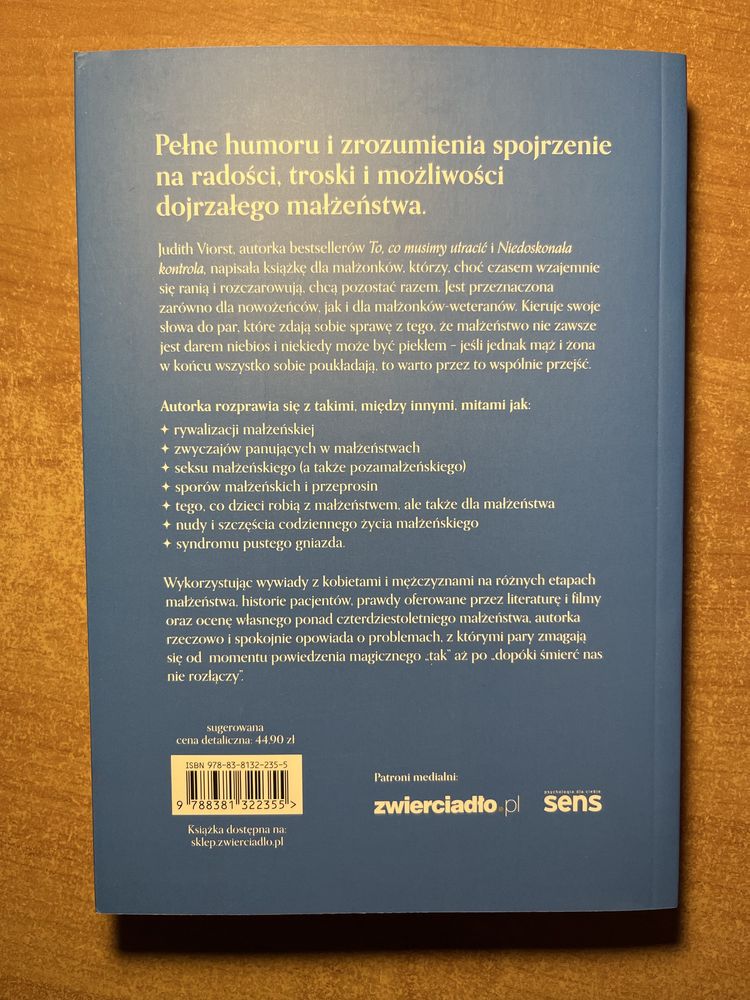 Pełne humoru i zrozumienia spojrzenie
na radości, troski i możliwości
dojrzałego małżeństwa.
Judith Viorst, autorka bestsellerów To, co musimy utracić i Niedoskonała
kontrola, napisała książkę dla małżonków, którzy, choć czasem wzajemnie
się ranią i rozczarowują, chcą pozostać razem. Jest przeznaczona
zarówno dla nowożeńców, jak i dla małżonków-weteranów. Kieruje swoje
słowa do par, które zdają sobie sprawę z tego, że małżeństwo nie zawsze
jest darem niebios i niekiedy może być piekłem – jeśli jednak mąż i żona
w końcu wszystko sobie poukładają, to warto przez to wspólnie przejść.
Autorka rozprawia się z takimi, między innymi, mitami jak:
✦ rywalizacji małżeńskiej
✦ zwyczajów panujących w małżeństwach
✦ seksu małżeńskiego (a także pozamałżeńskiego)
✦ sporów małżeńskich i przeprosin
✦ tego, co dzieci robią z małżeństwem, ale także dla małżeństwa
✦ nudy i szczęścia codziennego życia małżeńskiego
✦ syndromu pustego gniazda.
Wykorzystując wywiady z kobietami i mężczyznami na różnych etapach
małżeństwa, historie pacjentów, prawdy oferowane przez literaturę i filmy
oraz ocenę własnego ponad czterdziestoletniego małżeństwa, autorka
rzeczowo i spokojnie opowiada o problemach, z którymi pary zmagają
się od momentu powiedzenia magicznego „tak” aż po „dopóki śmierć nas
nie rozłączy”.
sugerowana
cena detaliczna: 44,90 zł
ISBN 978-83-8132-235-5
9 788381 322355 >
Książka dostępna na:
sklep.zwierciadlo.pl
Patroni medialni:
zwierciadło.pl
psychologia dla ciebie
sens